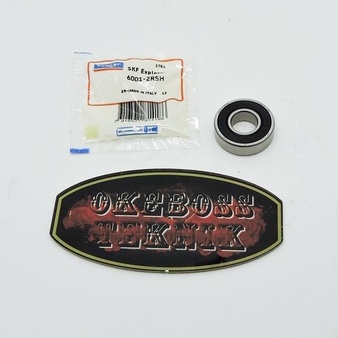 SKF Explorer
6001-2RSH
MADE IN ITALY
OKEBOSS
TEKNIK